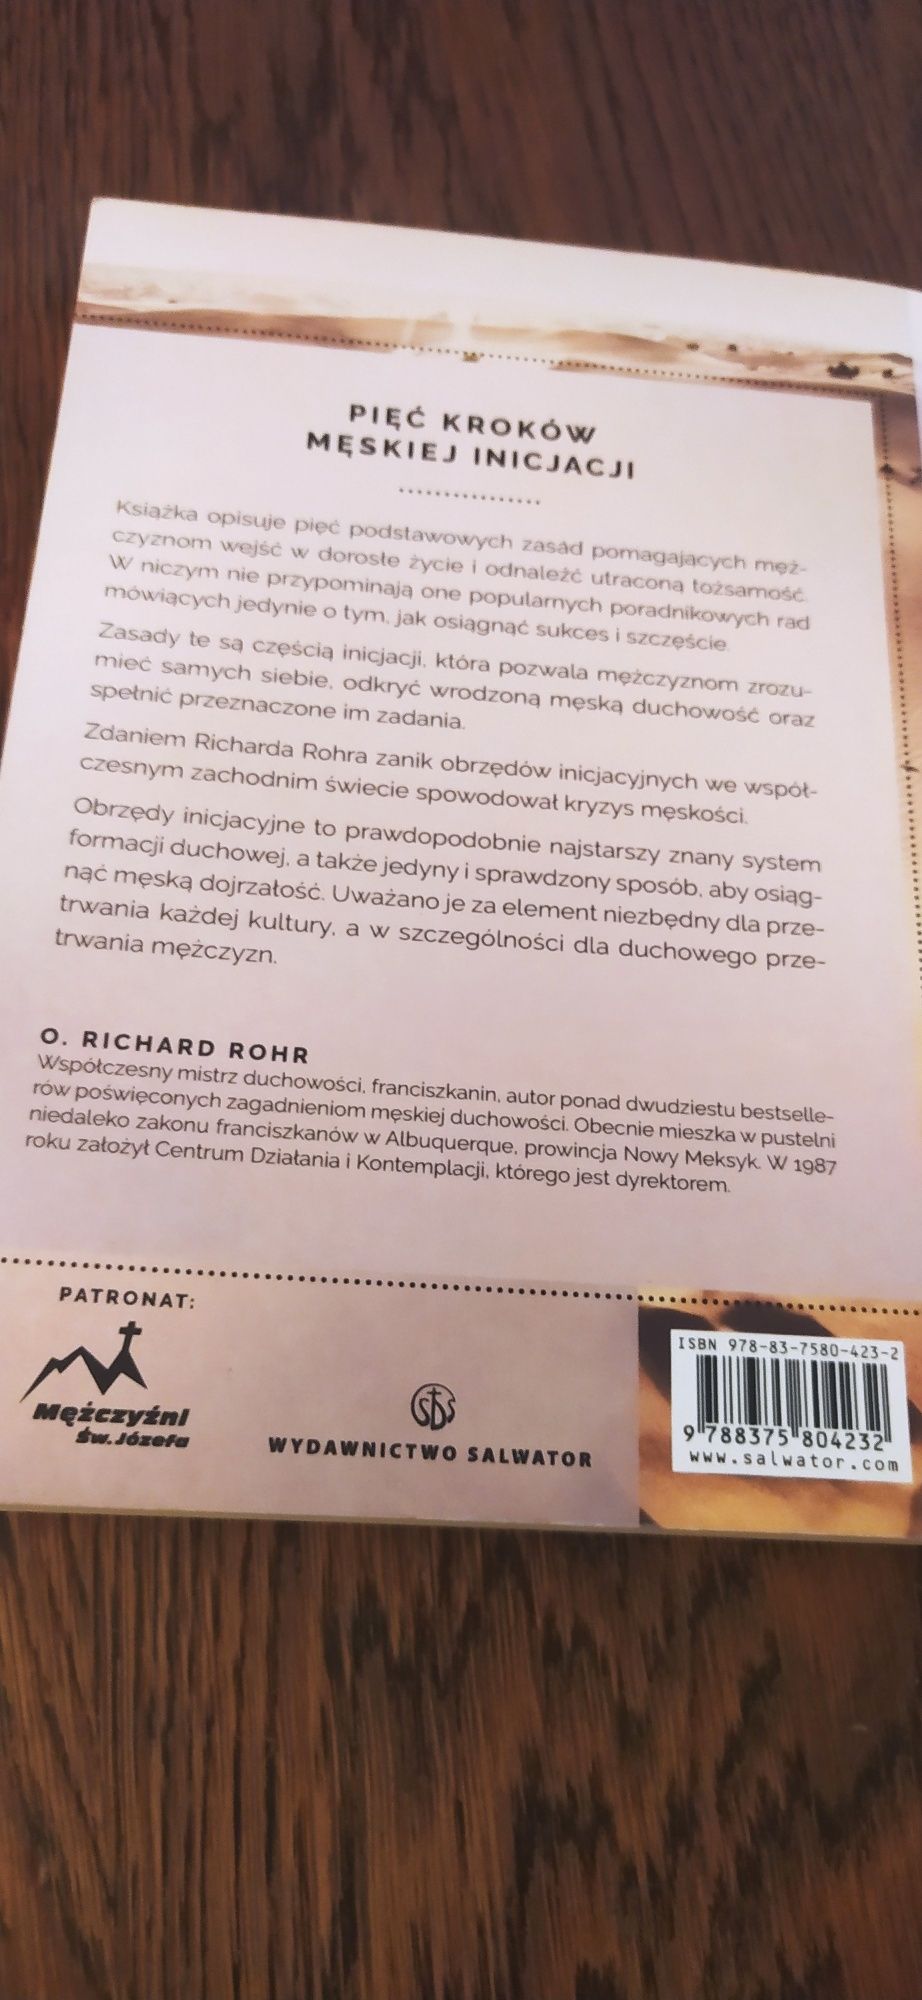 PIĘĆ KROKÓW
MĘSKIEJ INICJACJI
Książka opisuje pięć podstawowych zasad pomagających męż-
czyznom wejść w dorosłe życie i odnaleźć utraconą tożsamość.
W niczym nie przypominają one popularnych poradnikowych rad
mówiących jedynie o tym, jak osiągnąć sukces i szczęście.
Zasady te są częścią inicjacji, która pozwala mężczyznom zrozu-
mieć samych siebie, odkryć wrodzoną męską duchowość oraz
spełnić przeznaczone im zadania.
Zdaniem Richarda Rohra zanik obrzędów inicjacyjnych we współ-
czesnym zachodnim świecie spowodował kryzys męskości.
Obrzędy inicjacyjne to prawdopodobnie najstarszy znany system
formacji duchowej, a także jedyny i sprawdzony sposób, aby osiąg-
nąć męską dojrzałość. Uważano je za element niezbędny dla prze-
trwania każdej kultury, a w szczególności dla duchowego prze-
trwania mężczyzn.
O. RICHARD ROHR
Współczesny mistrz duchowości, franciszkanin, autor ponad dwudziestu bestselle-
rów poświęconych zagadnieniom męskiej duchowości. Obecnie mieszka w pustelni
niedaleko zakonu franciszkanów w Albuquerque, prowincja Nowy Meksyk. W 1987
roku założył Centrum Działania i Kontemplacji, którego jest dyrektorem.
PATRONAT:
Mężczyźni
św. Józefa
SDS
WYDAWNICTWO SALWATOR
ISBN 978-83-7580-423-2
9 788375 804232
www.salwator.com